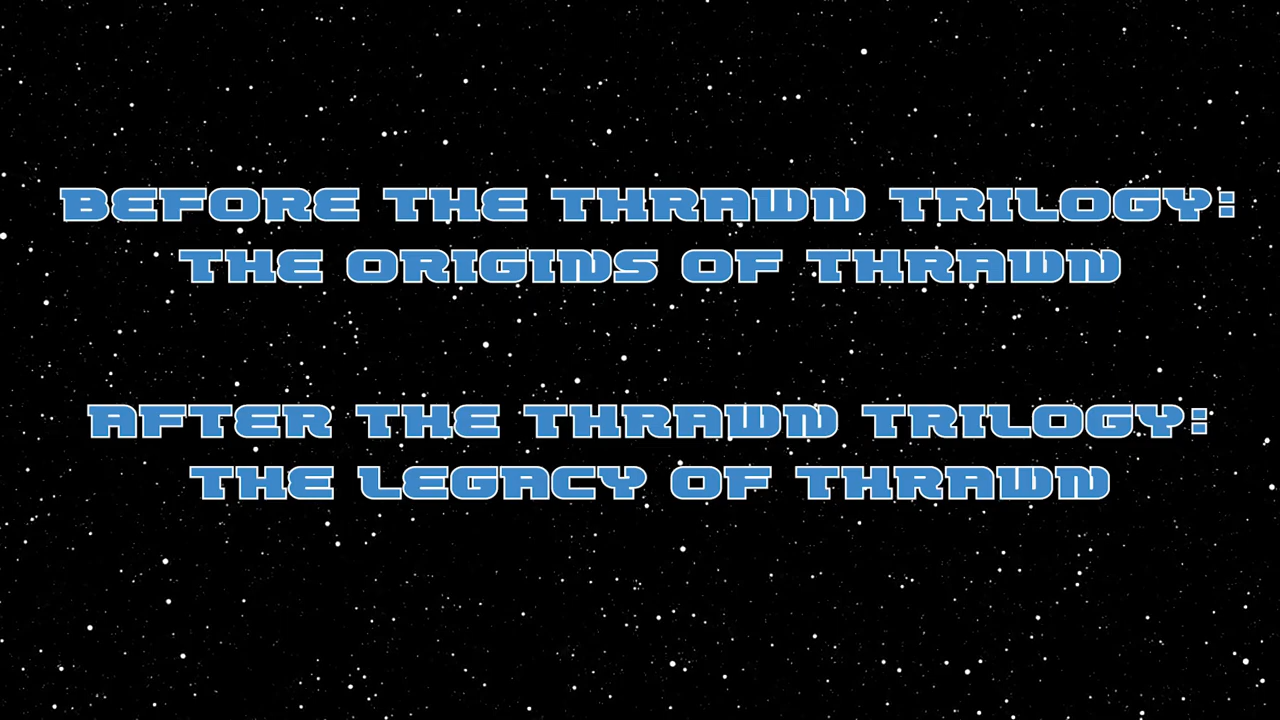 BEFORE THE THRAWN TRILOGY:
THE ORIGINS OF THRAWN
AFTER THE THRAWN TRILOGY:
THE LEGACY OF THRAWN